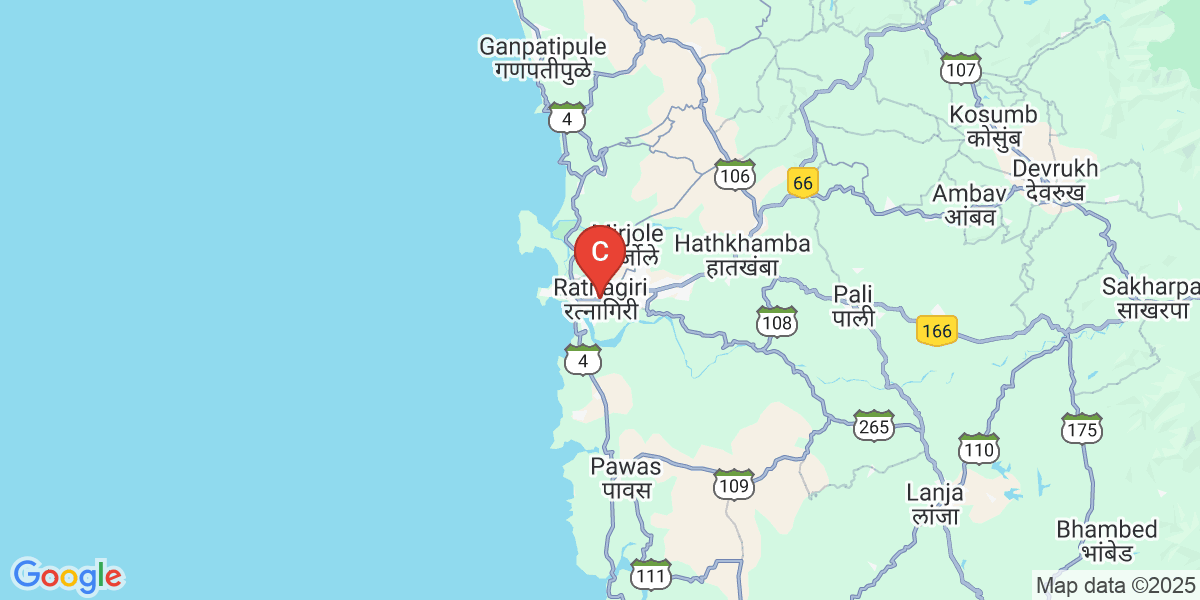 Ganpatipule
गणपतीपुळे
4
107
Kosumb
कोसुंब
106
66
Devrukh
देवरुख
Ambav
आंबव
Hathkhamba
हातखंबा
C
Ratnagiri
रत्नागिरी
Pali
पाली
Sakharpa
साखरपा
108
166
4
265
175
110
Pawas
पावस
109
Lanja
लांजा
Bhambed
भांबेड
111
Google
Map data ©2025